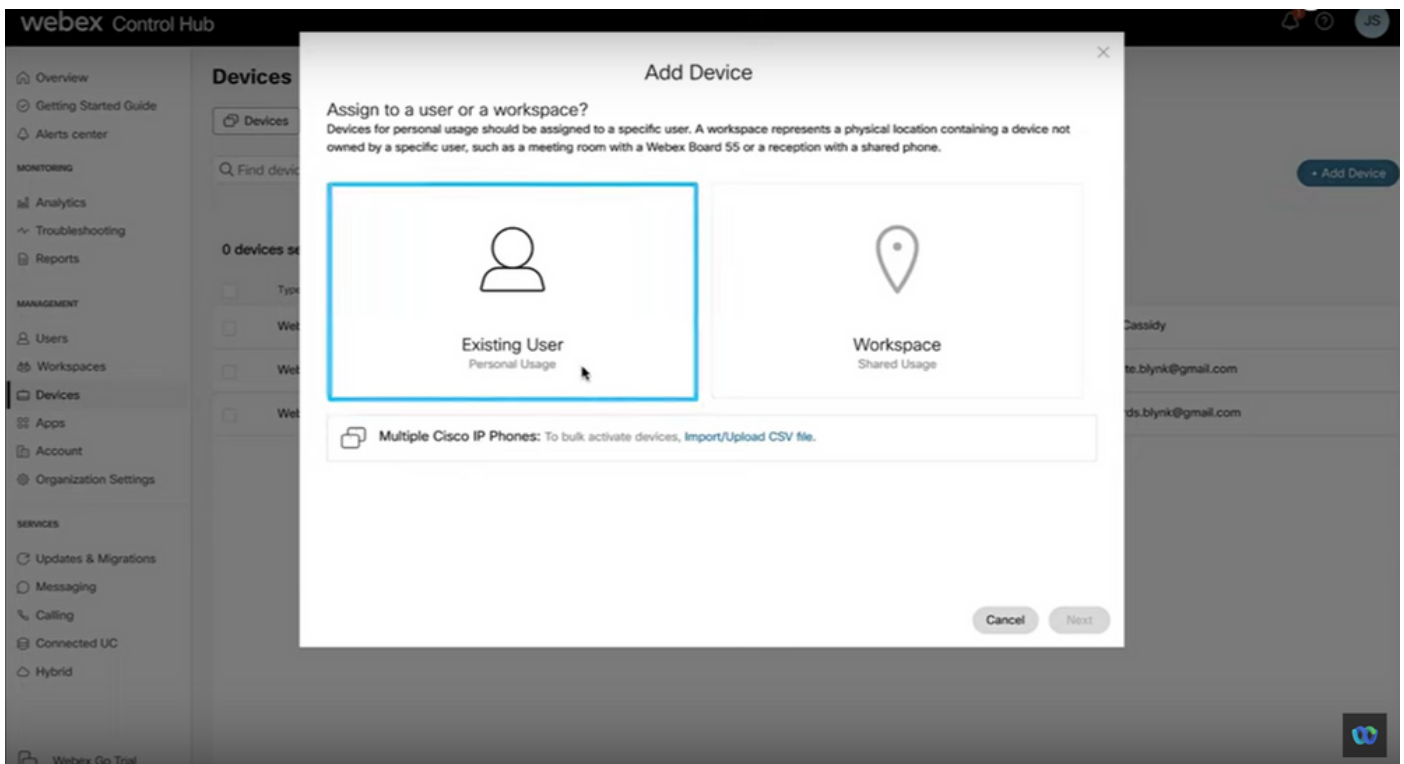 webex Control Hub
JS
Overview
Getting Started Guide
Alerts center
MONITORING
Analytics
Troubleshooting
Reports
MANAGEMENT
Users
Workspaces
Devices
Apps
Account
Organization Settings
SERVICES
Updates & Migrations
Messaging
Calling
Connected UC
Hybrid
Webex Go Trial
Devices
Devices
Find devic
+ Add Device
0 devices se
Type
Web
Cassidy
Web
te.blynk@gmail.com
Web
rds.blynk@gmail.com
Add Device
Assign to a user or a workspace?
Devices for personal usage should be assigned to a specific user. A workspace represents a physical location containing a device not
owned by a specific user, such as a meeting room with a Webex Board 55 or a reception with a shared phone.
Existing User
Personal Usage
Workspace
Shared Usage
Multiple Cisco IP Phones: To bulk activate devices, Import/Upload CSV file.
Cancel
Next